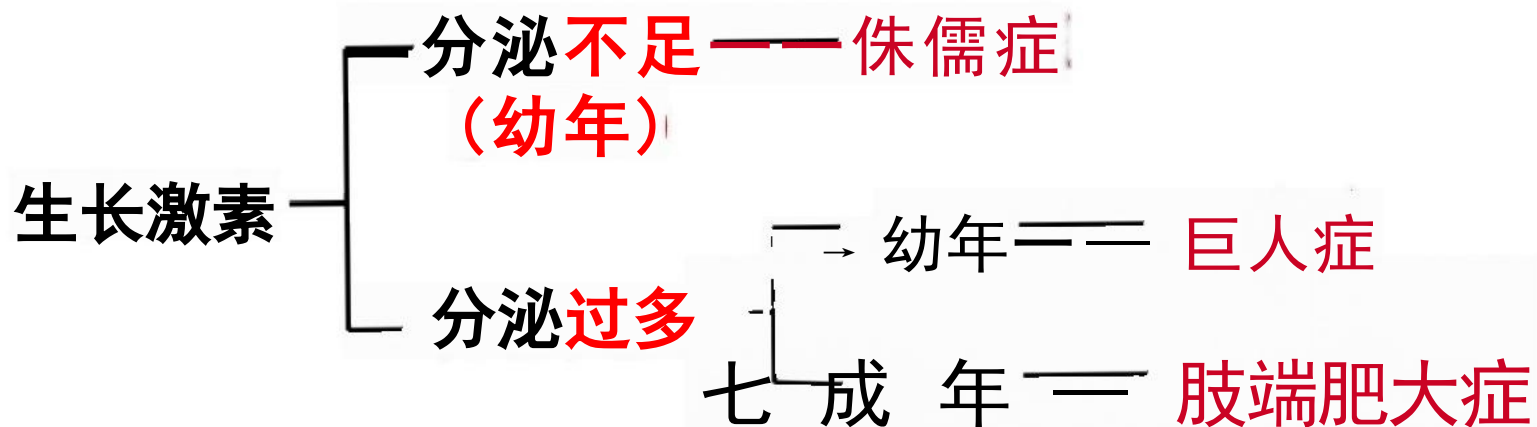 分泌不足——侏儒症
（幼年）
生长激素
幼年——巨人症
分泌过多
七成年——肢端肥大症